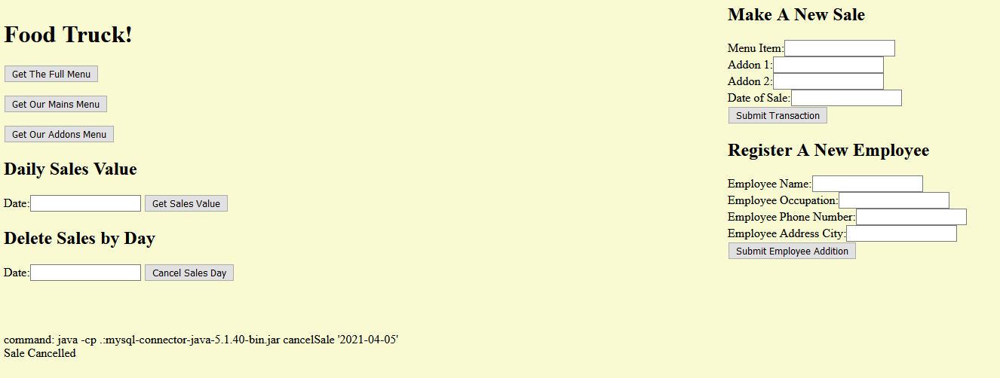 Food Truck!
Get The Full Menu
Get Our Mains Menu
Get Our Addons Menu
Daily Sales Value
Date: Get Sales Value
Delete Sales by Day
Date: Cancel Sales Day
command: java -cp .:mysql-connector-java-5.1.40-bin.jar cancelSale '2021-04-05'
Sale Cancelled
Make A New Sale
Menu Item:
Addon 1:
Addon 2:
Date of Sale:
Submit Transaction
Register A New Employee
Employee Name:
Employee Occupation:
Employee Phone Number:
Employee Address City:
Submit Employee Addition